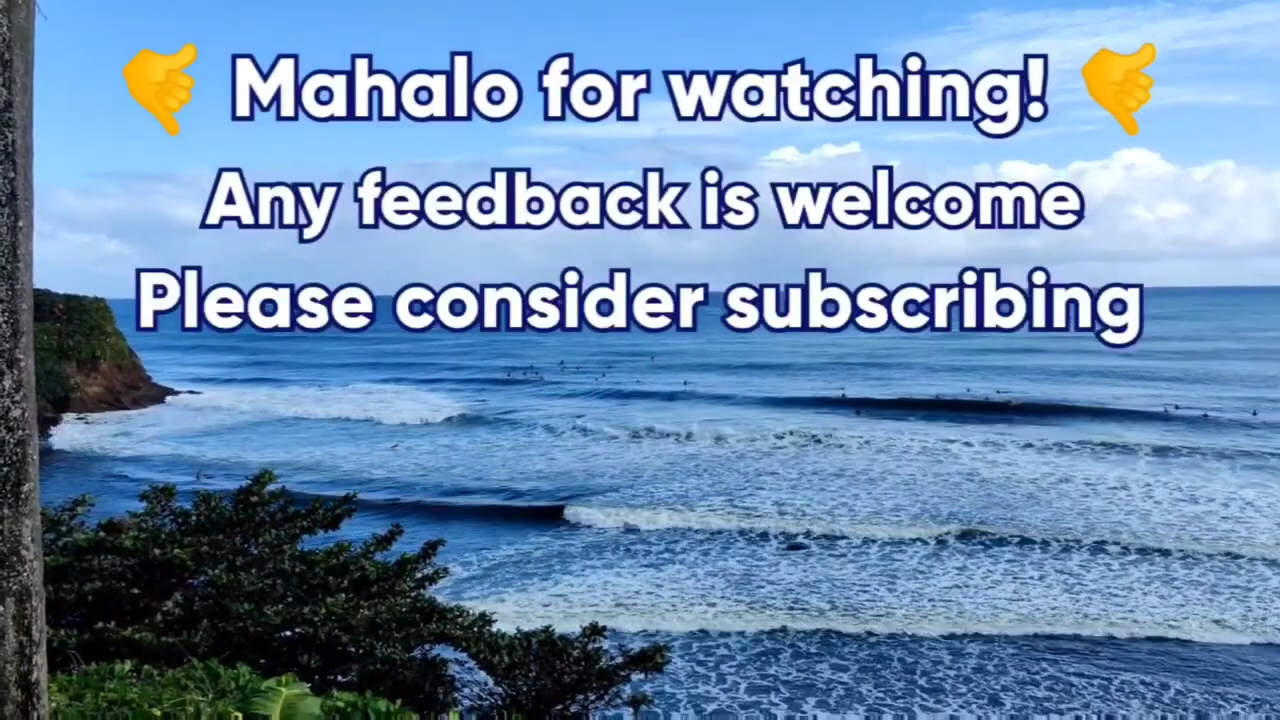 🤙 Mahalo for watching! 🤙
Any feedback is welcome
Please consider subscribing